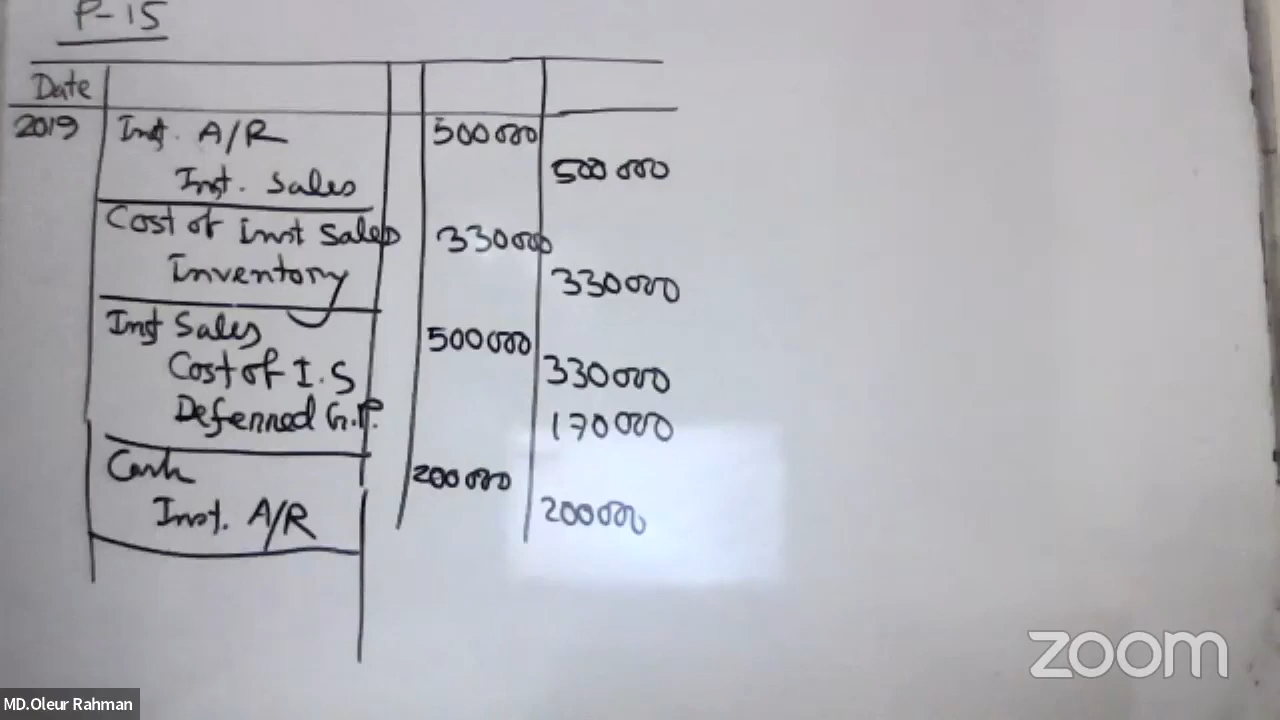 P-15
Date
2019 Inst. A/R 500000
Inst. Sales 500000
Cost of inst Sales 330000
Inventory 330000
Inst Sales 500000
Cost of I.S 330000
Deferred G.P. 170000
Cash 200000
Inst. A/R 200000
zoom
MD.Oleur Rahman